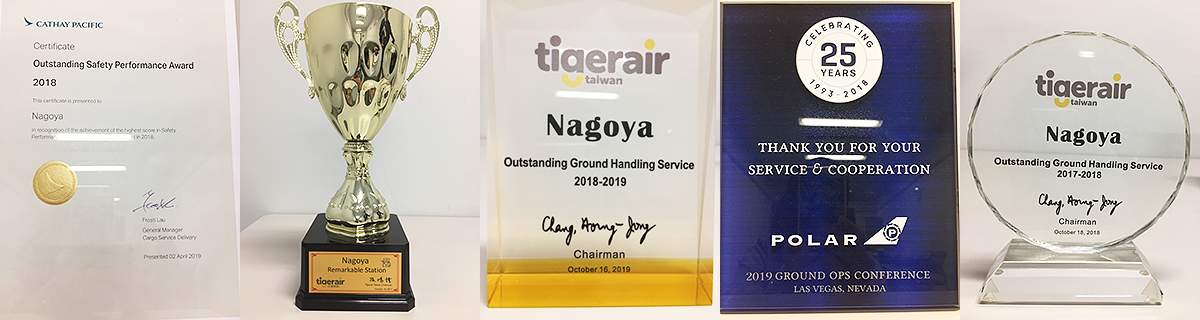 CATHAY PACIFIC
Certificate
Outstanding Safety Performance Award
2018
This certificate is presented to
Nagoya
in recognition of the achievement of the highest score in Safety
Performa
in 2018.
Frosti Lau
General Manager
Cargo Service Delivery
Presented 02 April 2019
Nagoya
Remarkable Station
tigerair
tigerair
taiwan
Nagoya
Outstanding Ground Handling Service
2018-2019
Chang, Hong-Jong
Chairman
October 16, 2019
CELEBRATING
25
YEARS
1993-2018
THANK YOU FOR YOUR
SERVICE & COOPERATION
POLAR
P
2019 GROUND OPS CONFERENCE
LAS VEGAS, NEVADA
tigerair
taiwan
Nagoya
Outstanding Ground Handling Service
2017-2018
Chang, Hong-Jong
Chairman
October 18, 2018